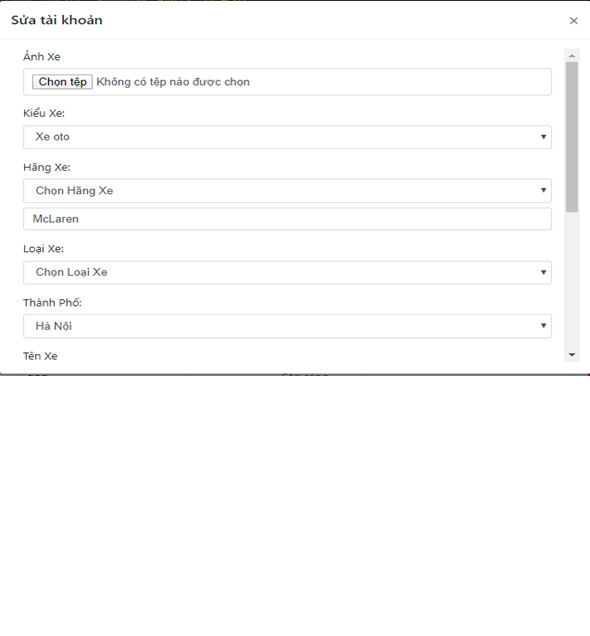 Sửa tài khoản ×
Ảnh Xe
Chọn tệp Không có tệp nào được chọn
Kiểu Xe:
Xe oto
Hãng Xe:
Chọn Hãng Xe
McLaren
Loại Xe:
Chọn Loại Xe
Thành Phố:
Hà Nội
Tên Xe